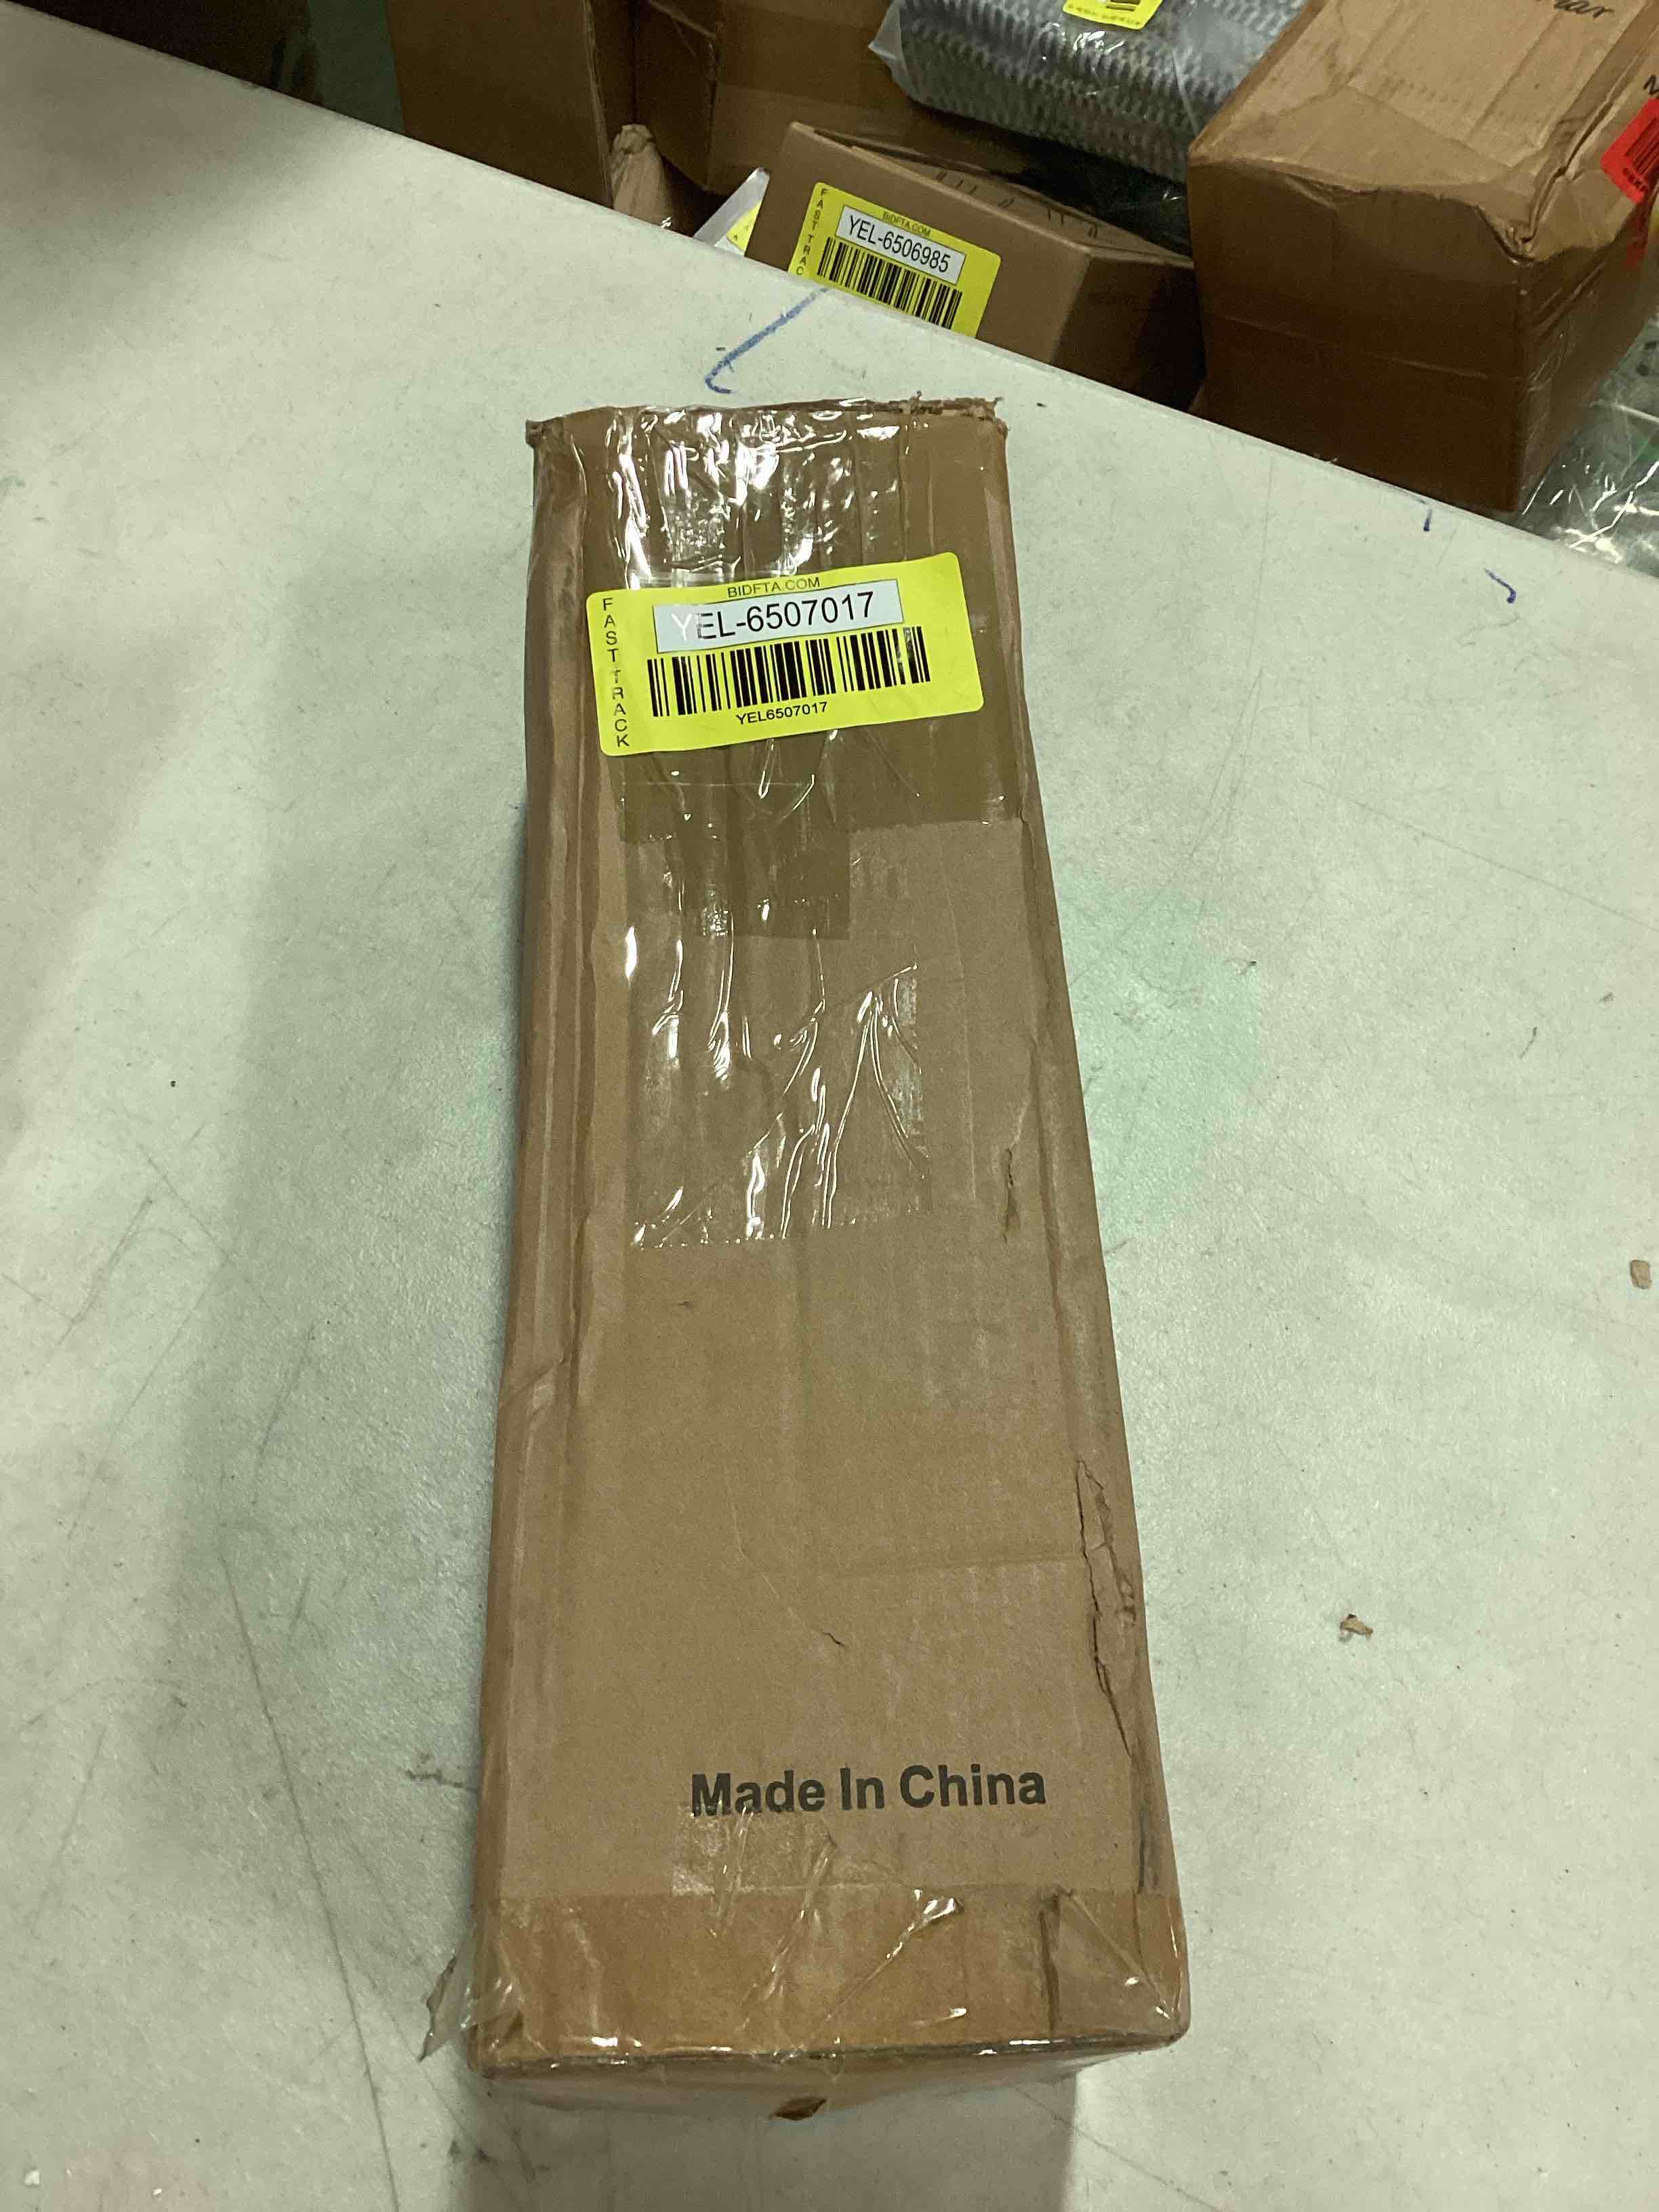 BIDFTA.COM
YEL-6506985
FAST TRAC
BIDFTA.COM
YEL-6507017
FAST TRACK
YEL6507017
Made In China